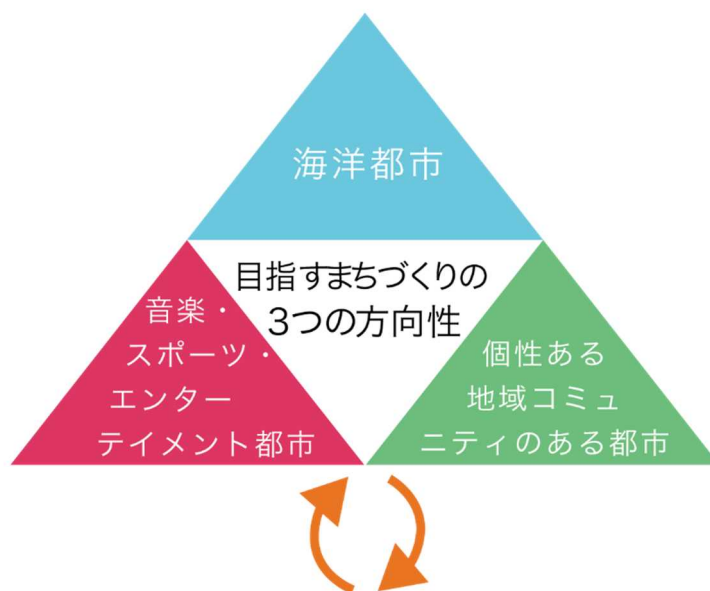 海洋都市
目指すまちづくりの
3つの方向性
音楽・
スポーツ・
エンター
テイメント都市
個性ある
地域コミュ
ニティのある都市